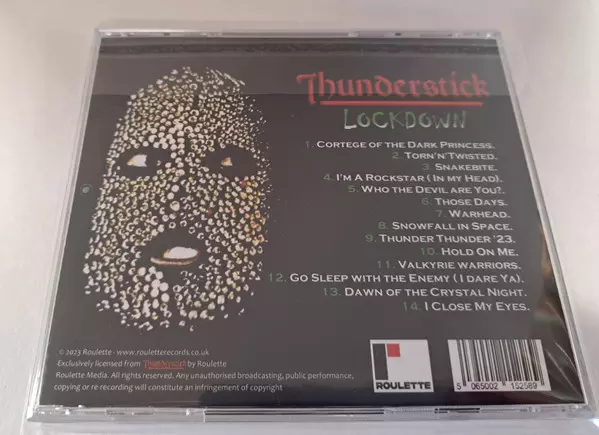 Thunderstick
LOCKDOWN
1. Cortege of the Dark Princess.
2. Torn'n'Twisted.
3. Snakebite.
4. I'm A Rockstar (In my Head).
5. Who the Devil are You?.
6. Those Days.
7. Warhead.
8. Snowfall in Space.
9. Thunder Thunder '23.
10. Hold On Me.
11. Valkyrie warriors.
12. Go Sleep with the Enemy (I dare Ya).
13. Dawn of the Crystal Night.
14. I Close My Eyes.
© 2023 Roulette - www.rouletterecords.co.uk
Exclusively licensed from Thunderstick by Roulette
Roulette Media. All rights reserved. Any unauthorised broadcasting, public performance,
copying or re-recording will constitute an infringement of copyright
ROULETTE
5 065002 152589